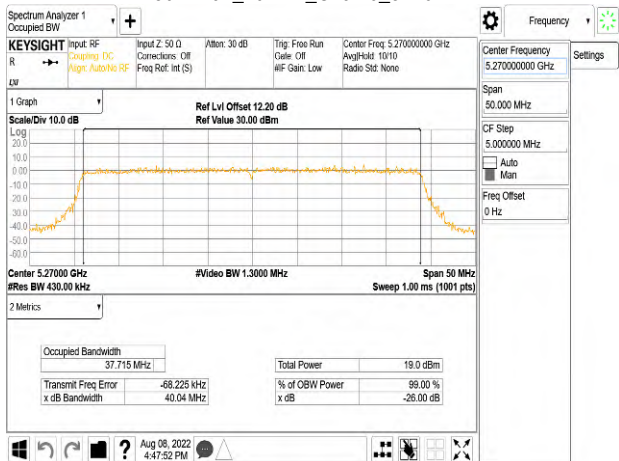 Spectrum Analyzer 1
Occupied BW
Frequency
KEYSIGHT
R
Input: RF
Coupling: DC
Align: Auto/No RF
Input Z: 50 Ω
Corrections: Off
Freq Ref: Int (S)
Atten: 30 dB
Trig: Free Run
Gate: Off
#IF Gain: Low
Center Freq: 5.270000000 GHz
Avg|Hold: 10/10
Radio Std: None
Center Frequency
5.270000000 GHz
Settings
Span
50.000 MHz
CF Step
5.000000 MHz
Auto
Man
Freq Offset
0 Hz
1 Graph
Ref Lvl Offset 12.20 dB
Scale/Div 10.0 dB
Ref Value 30.00 dBm
Log
20.0
10.0
0.00
-10.0
-20.0
-30.0
-40.0
-50.0
-60.0
Center 5.27000 GHz
#Video BW 1.3000 MHz
Span 50 MHz
#Res BW 430.00 kHz
Sweep 1.00 ms (1001 pts)
2 Metrics
Occupied Bandwidth
37.715 MHz
Total Power
19.0 dBm
Transmit Freq Error
-68.225 kHz
% of OBW Power
99.00 %
x dB Bandwidth
40.04 MHz
x dB
-26.00 dB
Aug 08, 2022
4:47:52 PM